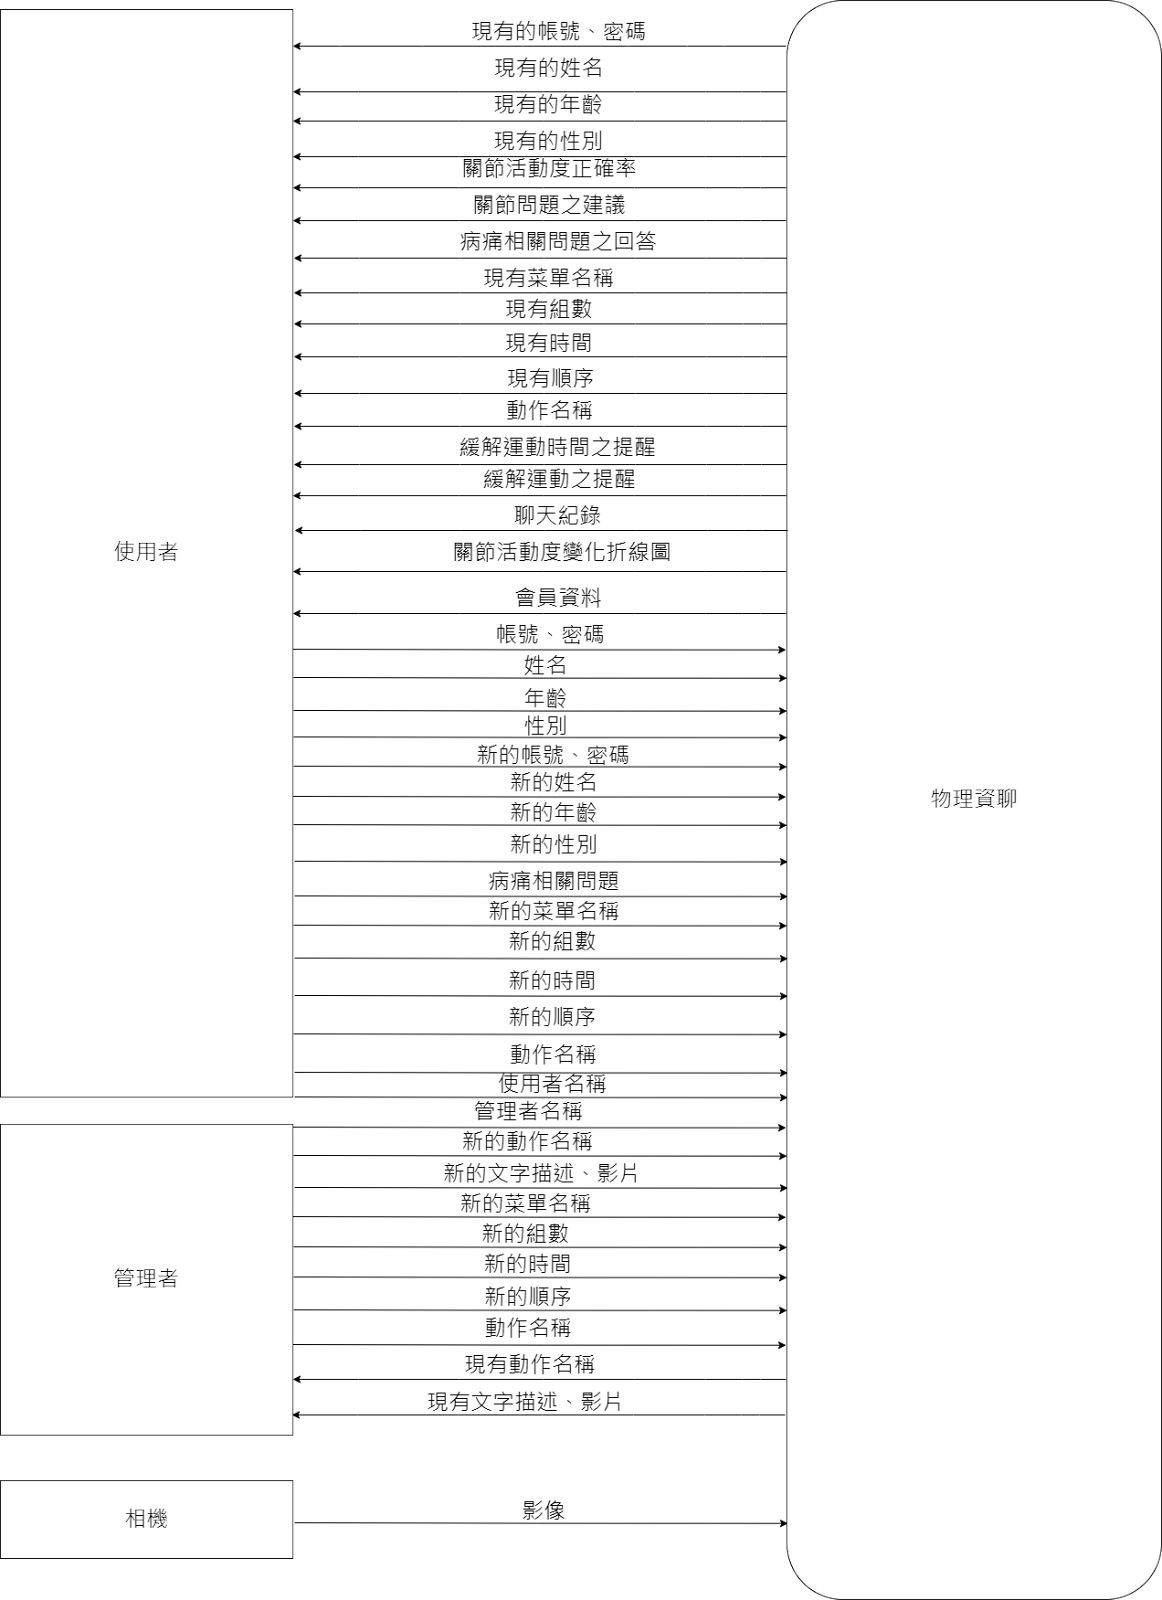 現有的帳號、密碼
現有的姓名
現有的年齡
現有的性別
關節活動度正確率
關節問題之建議
病痛相關問題之回答
現有菜單名稱
現有組數
現有時間
現有順序
動作名稱
緩解運動時間之提醒
緩解運動之提醒
聊天紀錄
使用者
關節活動度變化折線圖
會員資料
帳號、密碼
姓名
年齡
性別
新的帳號、密碼
新的姓名
物理資聊
新的年齡
新的性別
病痛相關問題
新的菜單名稱
新的組數
新的時間
新的順序
動作名稱
使用者名稱
管理者名稱
新的動作名稱
新的文字描述、影片
新的菜單名稱
新的組數
新的時間
管理者
新的順序
動作名稱
現有動作名稱
現有文字描述、影片
相機
影像